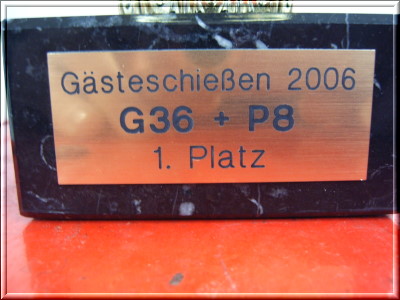 Gästeschießen 2006
G36 + P8
1. Platz